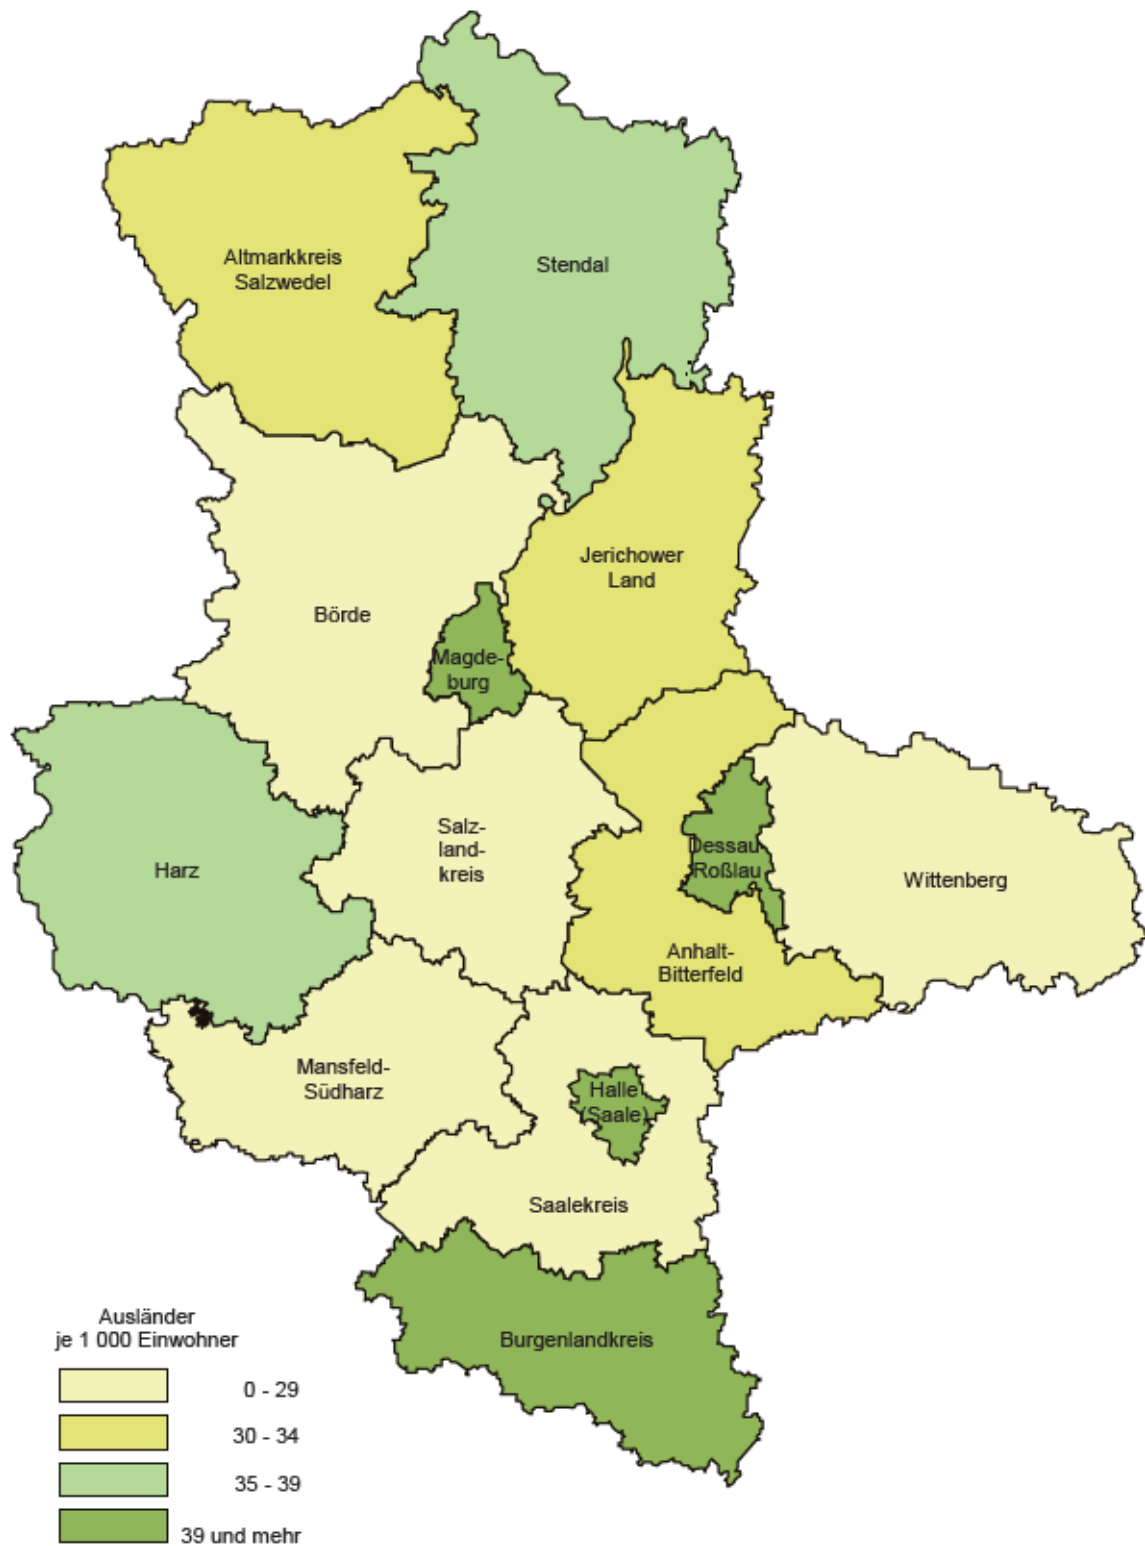 Altmarkkreis
Salzwedel
Stendal
Jerichower
Land
Börde
Magde-
burg
Salz-
land-
kreis
Harz
Dessau
Roßlau
Wittenberg
Anhalt-
Bitterfeld
Mansfeld-
Südharz
Halle
(Saale)
Saalekreis
Burgenlandkreis
Ausländer
je 1 000 Einwohner
0 - 29
30 - 34
35 - 39
39 und mehr